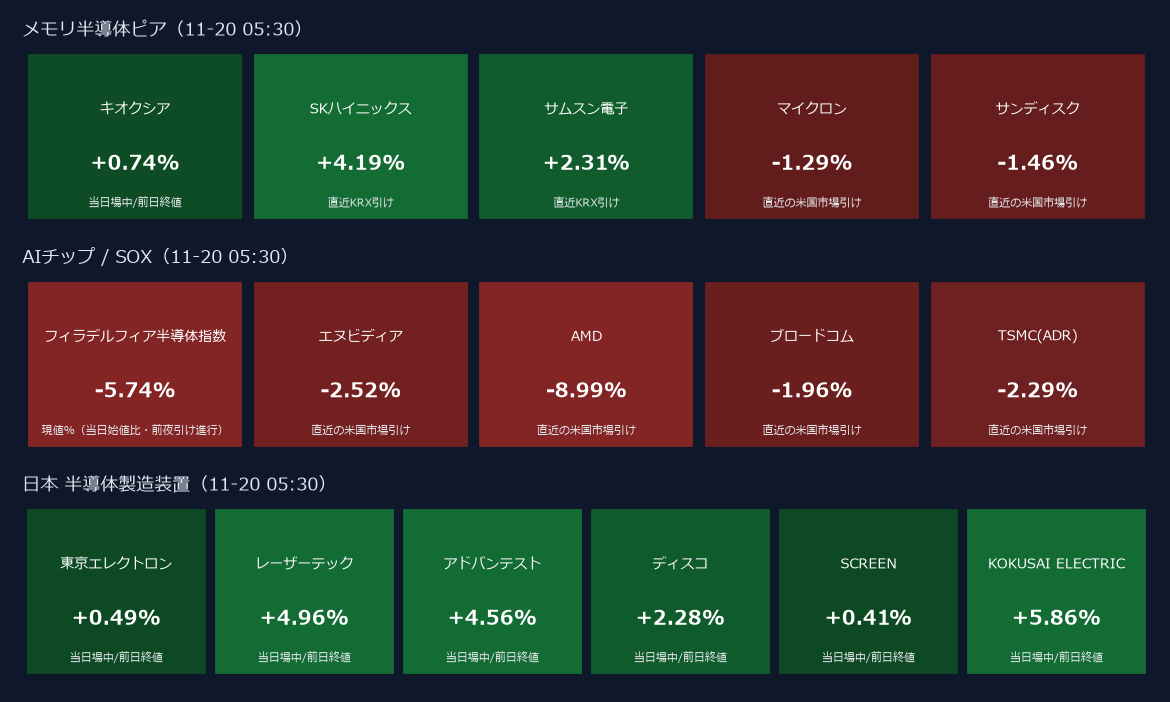 メモリ半導体ピア（11-20 05:30）
キオクシア
+0.74%
当日場中/前日終値
SKハイニックス
+4.19%
直近KRX引け
サムスン電子
+2.31%
直近KRX引け
マイクロン
-1.29%
直近の米国市場引け
サンディスク
-1.46%
直近の米国市場引け
AIチップ / SOX（11-20 05:30）
フィラデルフィア半導体指数
-5.74%
現値%（当日始値比・前夜引け進行）
エヌビディア
-2.52%
直近の米国市場引け
AMD
-8.99%
直近の米国市場引け
ブロードコム
-1.96%
直近の米国市場引け
TSMC(ADR)
-2.29%
直近の米国市場引け
日本 半導体製造装置（11-20 05:30）
東京エレクトロン
+0.49%
当日場中/前日終値
レーザーテック
+4.96%
当日場中/前日終値
アドバンテスト
+4.56%
当日場中/前日終値
ディスコ
+2.28%
当日場中/前日終値
SCREEN
+0.41%
当日場中/前日終値
KOKUSAI ELECTRIC
+5.86%
当日場中/前日終値